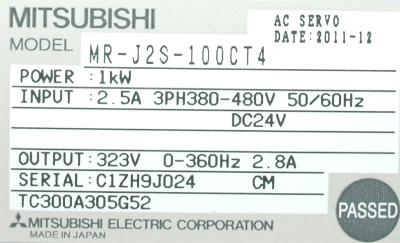 MITSUBISHI
AC SERVO
DATE:2011-12
MODEL MR-J2S-100CT4
POWER :1kW
INPUT :2.5A 3PH380-480V 50/60Hz
DC24V
OUTPUT:323V 0-360Hz 2.8A
SERIAL:C1ZH9J024 CM
TC300A305G52
PASSED
MITSUBISHI ELECTRIC CORPORATION
MADE IN JAPAN